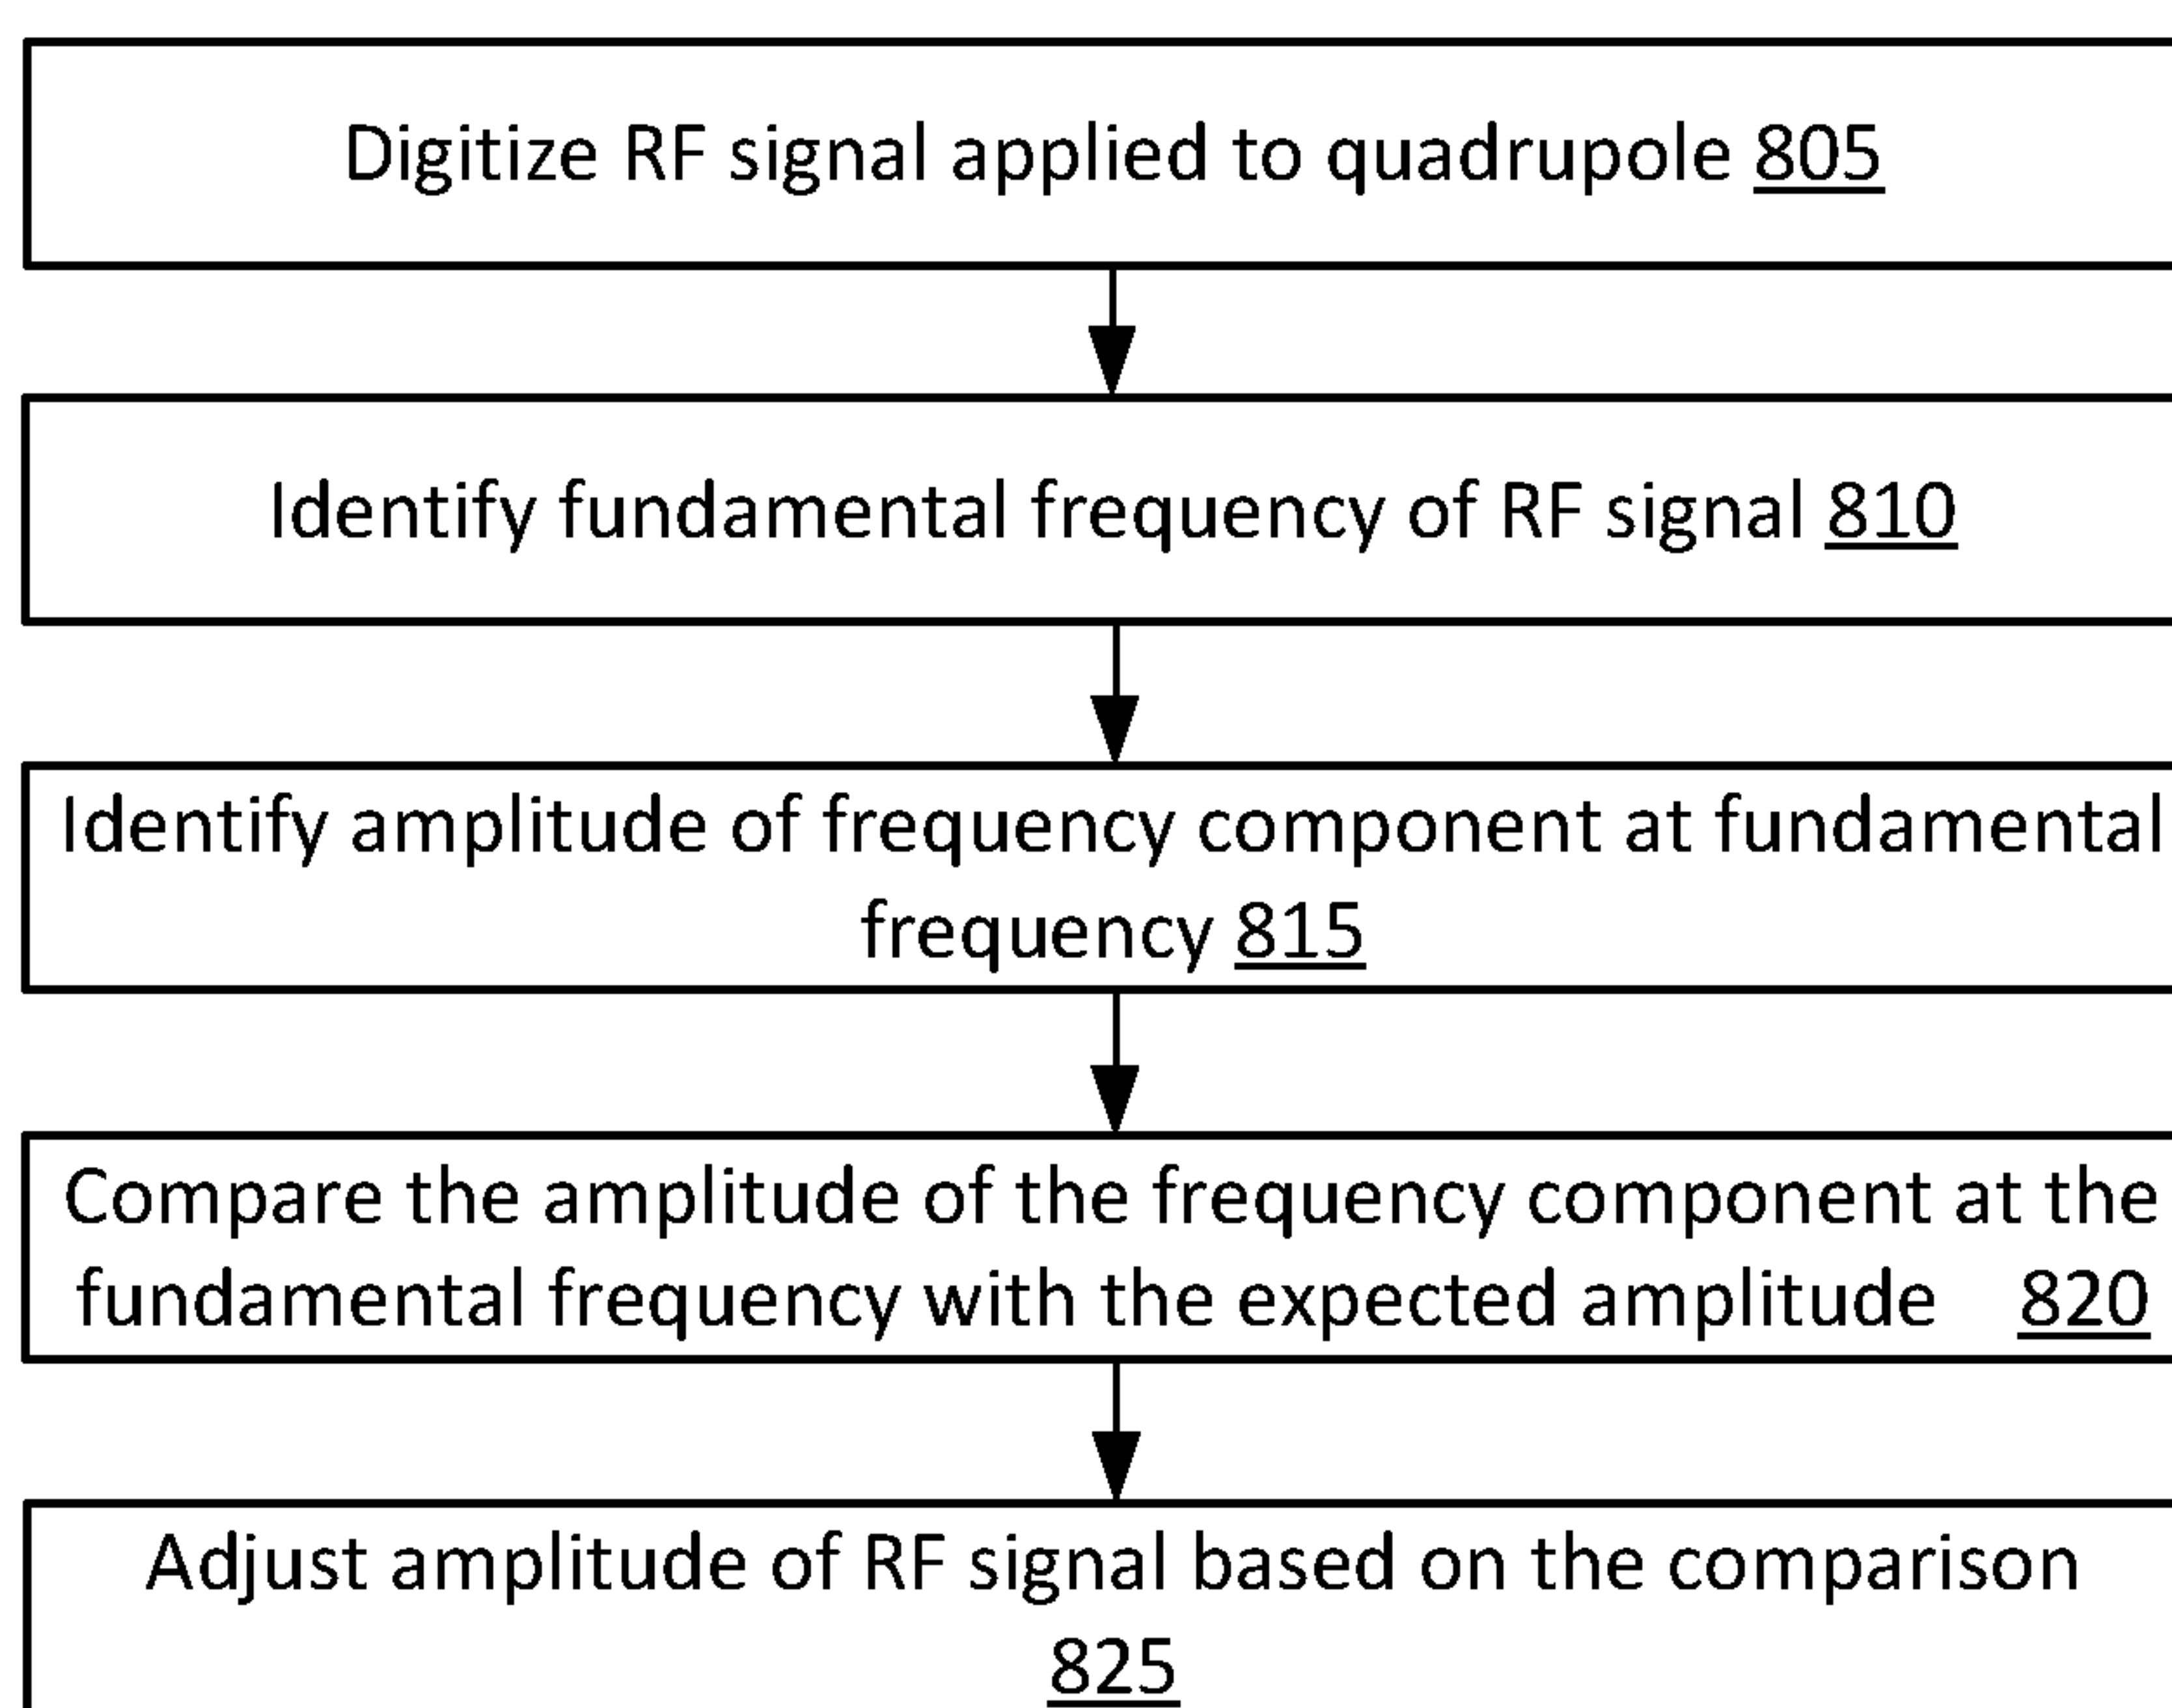 Digitize RF signal applied to quadrupole 805
Identify fundamental frequency of RF signal 810
Identify amplitude of frequency component at fundamental
frequency 815
Compare the amplitude of the frequency component at the
fundamental frequency with the expected amplitude 820
Adjust amplitude of RF signal based on the comparison
825